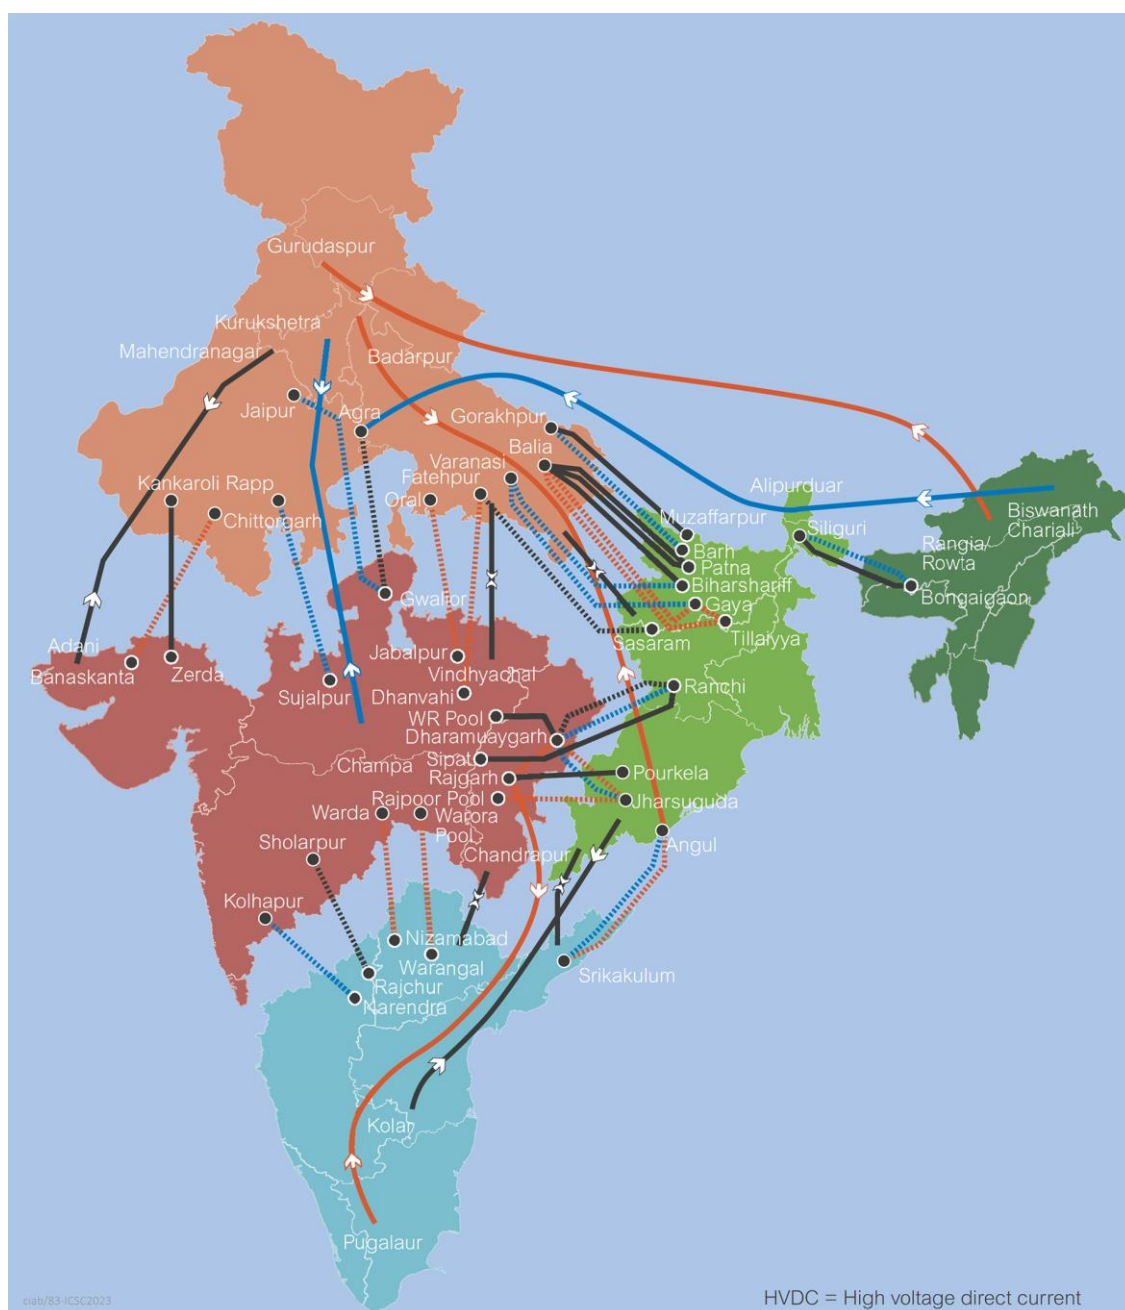 Gurudaspur
Kurukshetra
Mahendranagar
Badarpur
Jaipur
Agra
Gorakhpur
Balia
Varanasi
Fatehpur
Kankaroli Rapp
Oral
Chittorgarh
Alipurduar
Siliguri
Muzaffarpur
Barh
Patna
Biharshariff
Gaya
Tillaiyya
Sasaram
Biswanath
Chariali
Rangia/
Rowta
Bongaigaon
Gwalior
Adani
Banaskanta
Zerda
Sujalpur
Jabalpur
Vindhyachal
Dhanvahi
Ranchi
WR Pool
Dharamuaygarh
Champa
Sipat
Rajgarh
Pourkela
Rajpoor Pool
Jharsuguda
Warda
Warora
Pool
Angul
Sholarpur
Chandrapur
Kolhapur
Nizamabad
Warangal
Srikakulum
Rajchur
Narendra
Kolar
Pugalaur
ciab/83-ICSC2023
HVDC = High voltage direct current